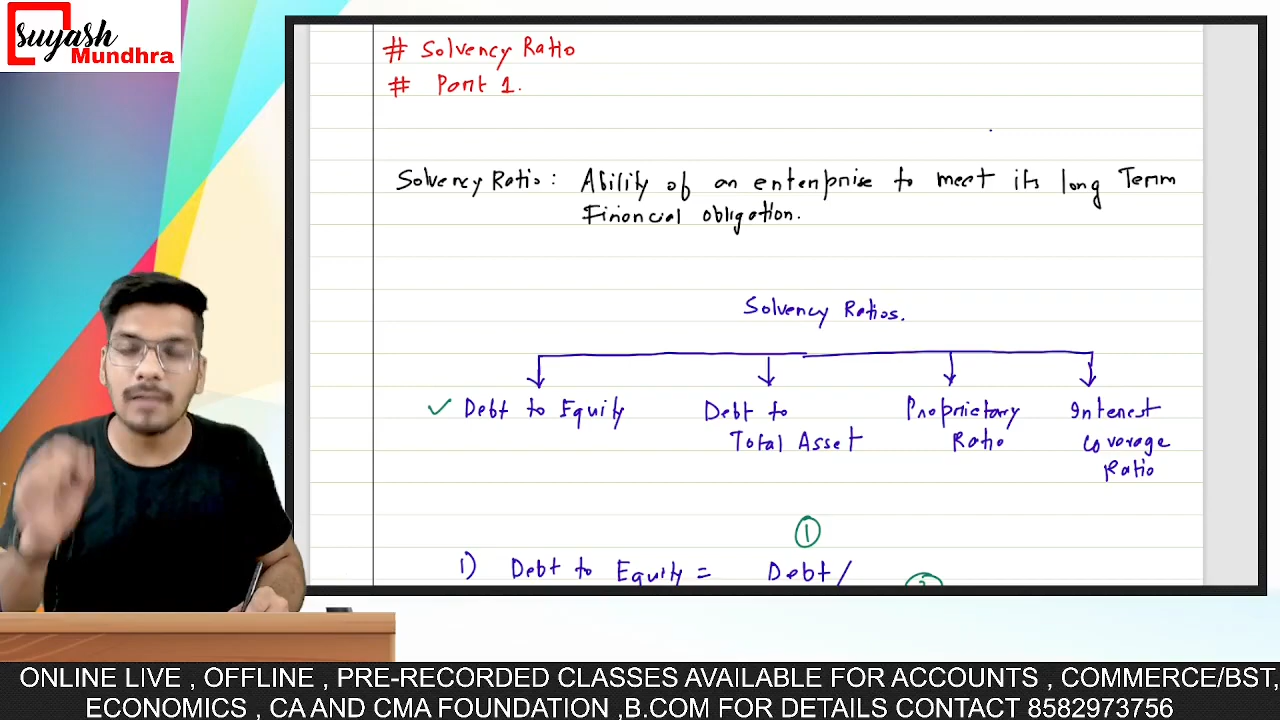 Suyash
Mundhra
# Solvency Ratio
# Part 1.
Solvency Ratio: Ability of an enterprise to meet its long Term
Financial obligation.
Solvency Ratios.
✓ Debt to Equity Debt to Proprietary Interest
Total Asset Ratio Coverage
Ratio
①
1) Debt to Equity = Debt/
ONLINE LIVE , OFFLINE , PRE-RECORDED CLASSES AVAILABLE FOR ACCOUNTS , COMMERCE/BST,
ECONOMICS , CA AND CMA FOUNDATION ,B.COM FOR DETAILS CONTACT 8582973756